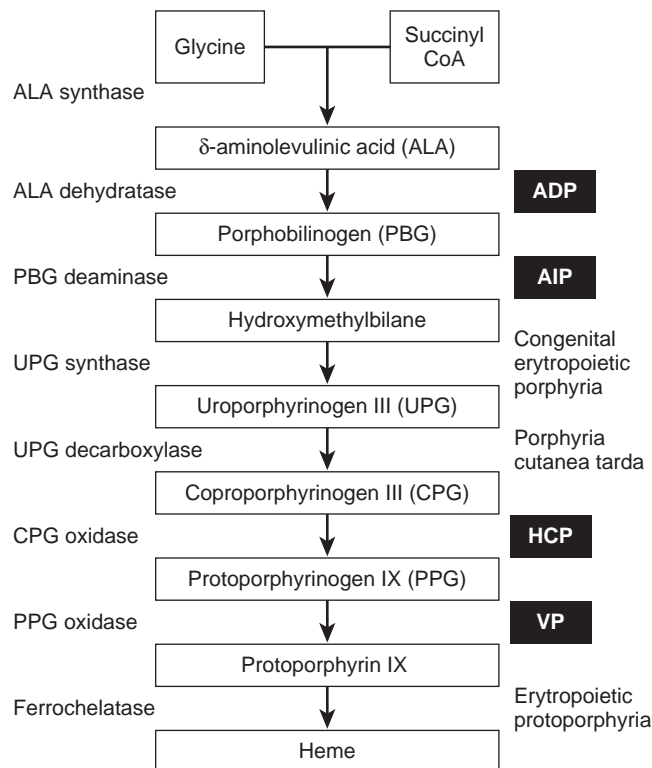 Glycine
Succinyl
CoA
ALA synthase
δ-aminolevulinic acid (ALA)
ALA dehydratase
ADP
Porphobilinogen (PBG)
PBG deaminase
AIP
Hydroxymethylbilane
UPG synthase
Congenital
erytropoietic
porphyria
Uroporphyrinogen III (UPG)
UPG decarboxylase
Porphyria
cutanea tarda
Coproporphyrinogen III (CPG)
CPG oxidase
HCP
Protoporphyrinogen IX (PPG)
PPG oxidase
VP
Protoporphyrin IX
Ferrochelatase
Erytropoietic
protoporphyria
Heme